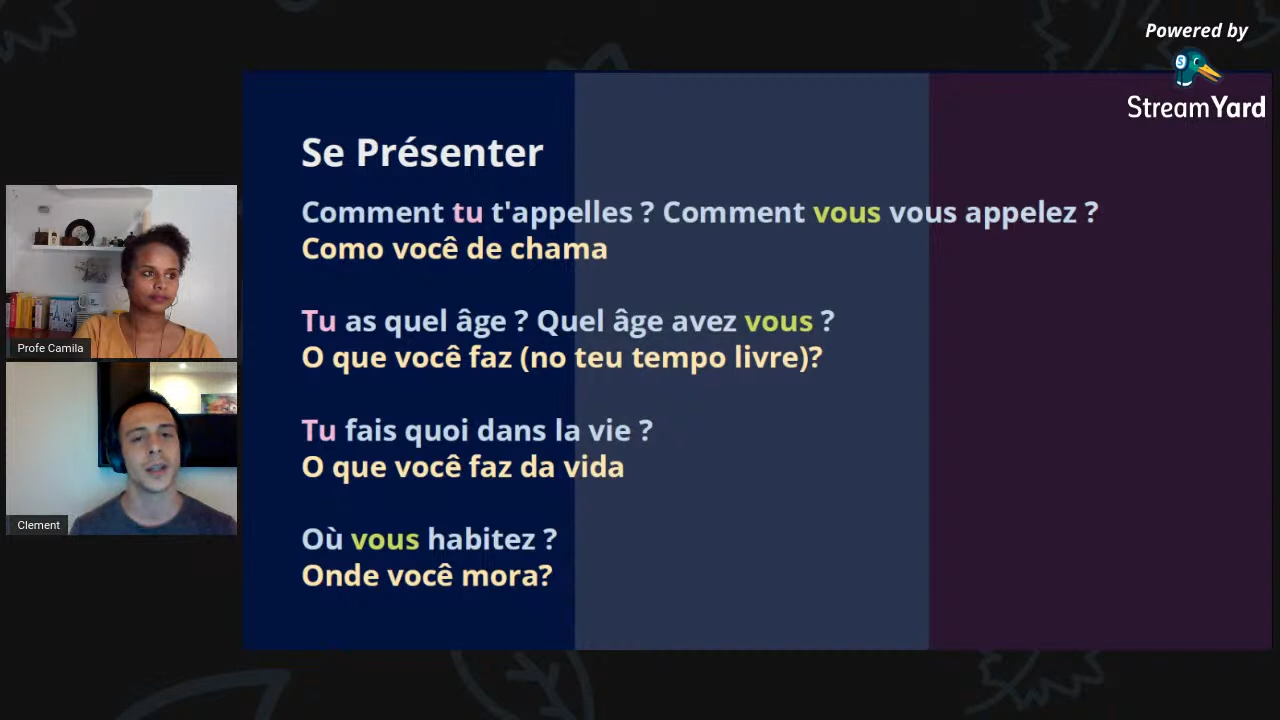 Powered by
StreamYard
Se Présenter
Comment tu t'appelles ? Comment vous vous appelez ?
Como você de chama
Tu as quel âge ? Quel âge avez vous ?
O que você faz (no teu tempo livre)?
Tu fais quoi dans la vie ?
O que você faz da vida
Où vous habitez ?
Onde você mora?
Profe Camila
Clement